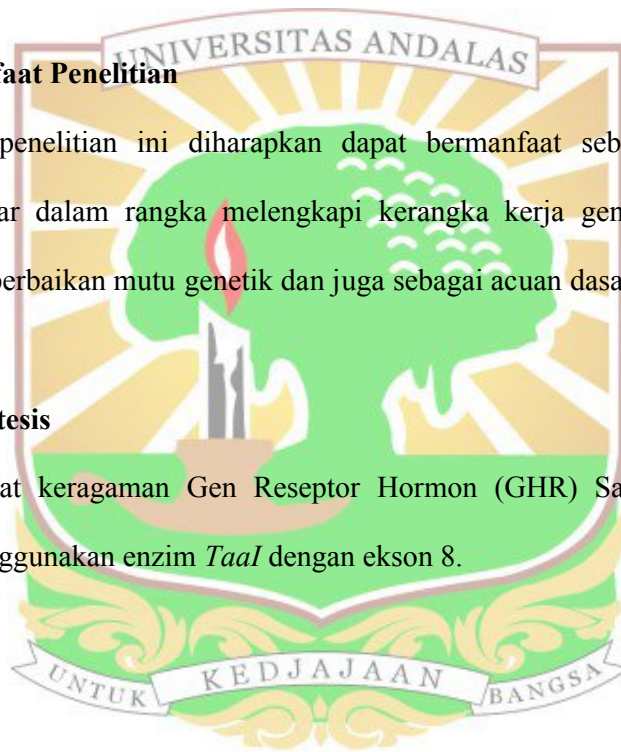 UNIVERSITAS ANDALAS
faat Penelitian
penelitian ini diharapkan dapat bermanfaat seb
ar dalam rangka melengkapi kerangka kerja gen
perbaikan mutu genetik dan juga sebagai acuan dasa
tesis
at keragaman Gen Reseptor Hormon (GHR) Sa
ggunakan enzim TaaI dengan ekson 8.
UNTUK KEDJAJAAN BANGSA